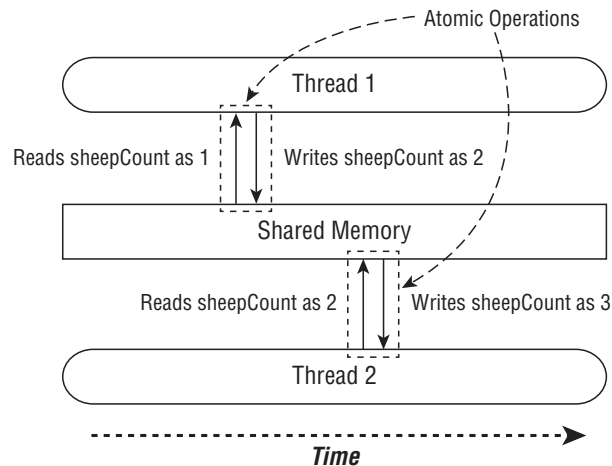 Atomic Operations
Thread 1
Reads sheepCount as 1
Writes sheepCount as 2
Shared Memory
Reads sheepCount as 2
Writes sheepCount as 3
Thread 2
Time